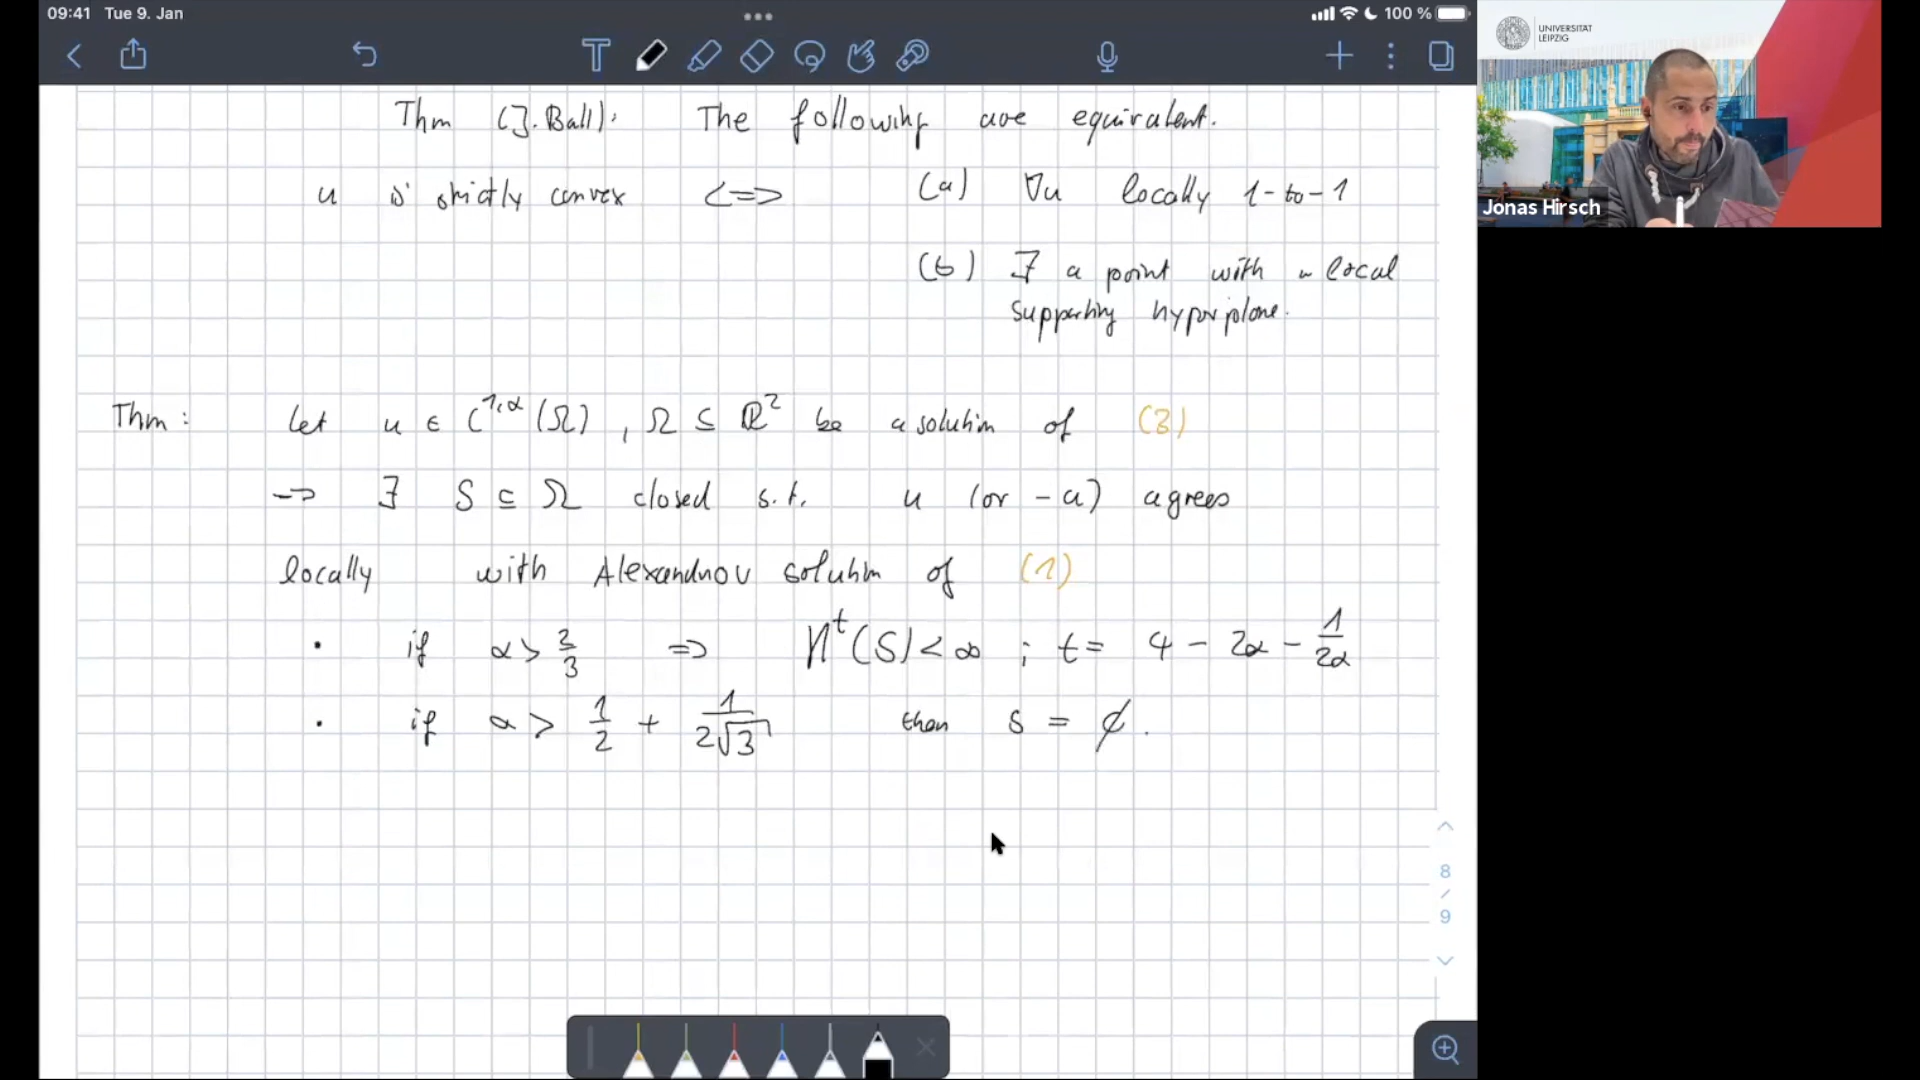 09:41 Tue 9. Jan
100 %
UNIVERSITÄT
LEIPZIG
Jonas Hirsch
Thm (J. Ball): The following are equivalent.
u is strictly convex <=> (a) ∇u locally 1-to-1
(b) ∃ a point with a local
supporting hyperplane.
Thm: Let u ∈ C^{1,α}(Ω), Ω ⊆ ℝ² be a solution of (3)
→ ∃ S ⊆ Ω closed s.t. u (or -u) agrees
locally with Alexandrov solution of (1)
• if α > 2/3 => H^t(S) < ∞ ; t = 4 - 2α - 1/2α
• if α > 1/2 + 1/(2√3) then S = ∅.
8
/
9